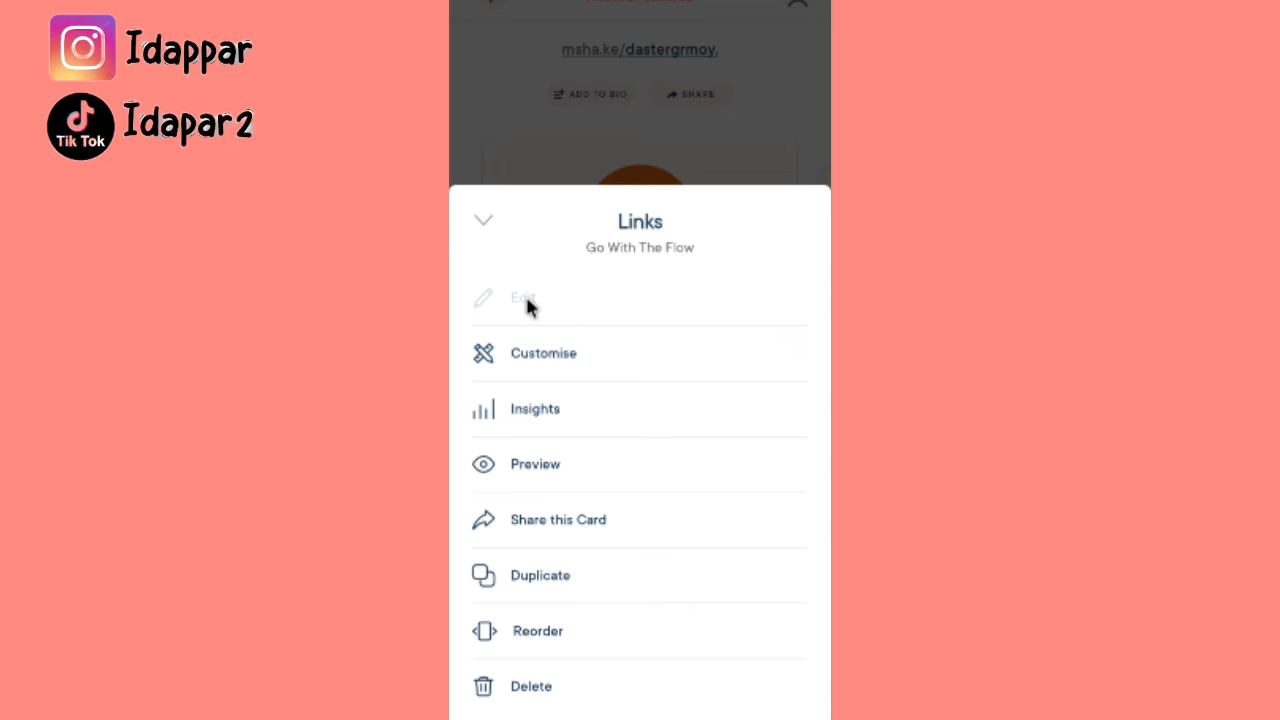 Idappar
Tik Tok
Idapar2
msha.ke/dastergrmoy.
ADD TO BIO
SHARE
Links
Go With The Flow
Edit
Customise
Insights
Preview
Share this Card
Duplicate
Reorder
Delete